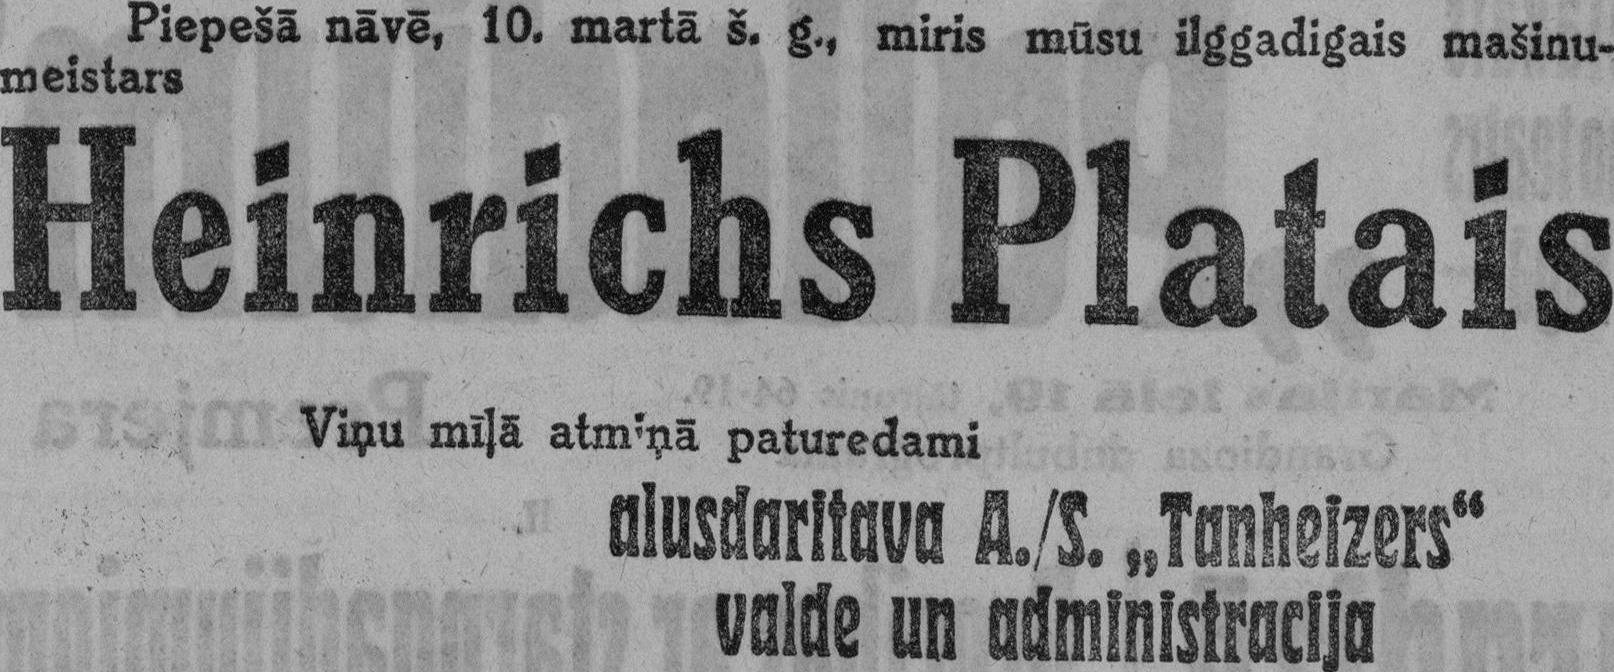 Piepešā nāvē, 10. martā š. g., miris mūsu ilggadigais mašinu-
meistars
Heinrichs Platais
Viņu mīļā atmiņā paturedami
alusdaritava A./S. „Tanheizers“
valde un administracija